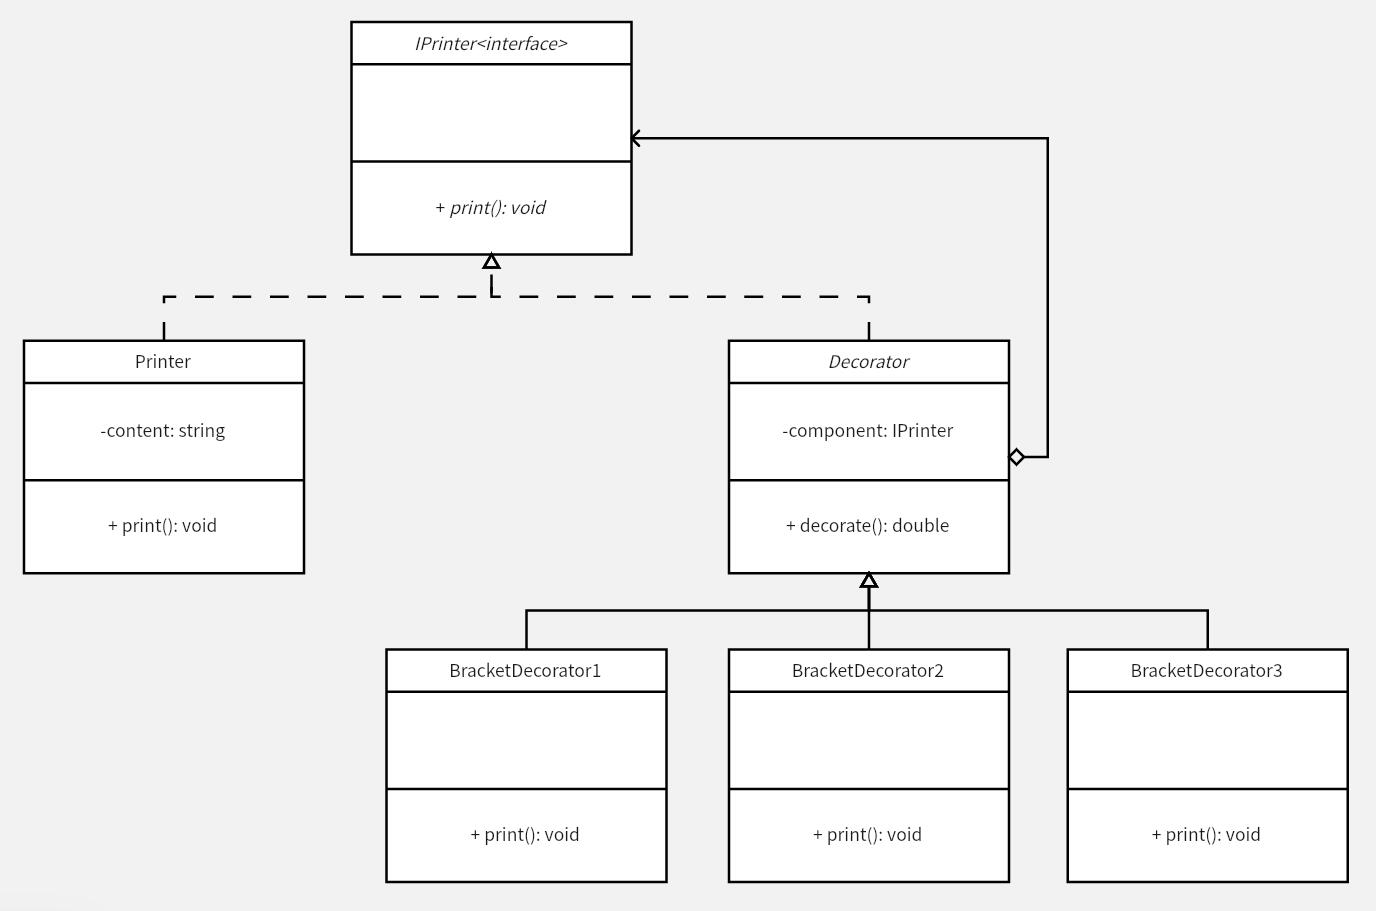 IPrinter<interface>
+ print(): void
Printer
-content: string
+ print(): void
Decorator
-component: IPrinter
+ decorate(): double
BracketDecorator1
+ print(): void
BracketDecorator2
+ print(): void
BracketDecorator3
+ print(): void